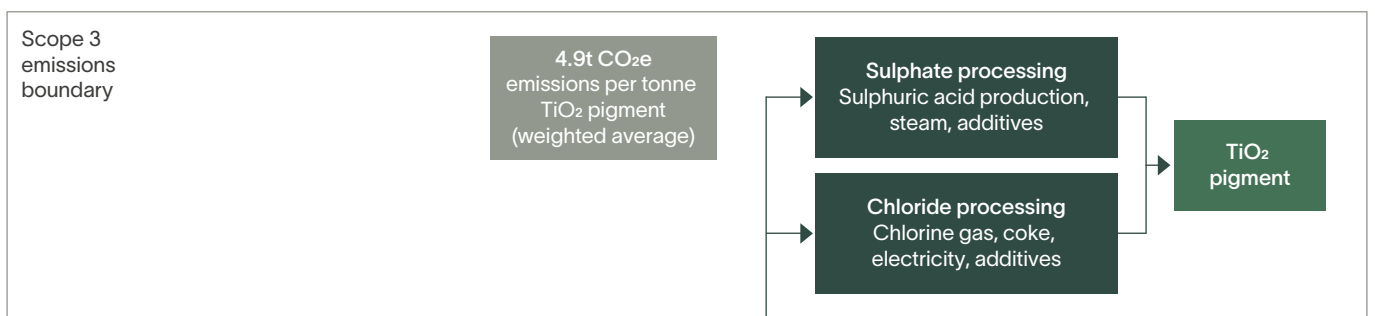 Scope 3
emissions
boundary
4.9t CO₂e
emissions per tonne
TiO₂ pigment
(weighted average)
Sulphate processing
Sulphuric acid production,
steam, additives
Chloride processing
Chlorine gas, coke,
electricity, additives
TiO₂
pigment